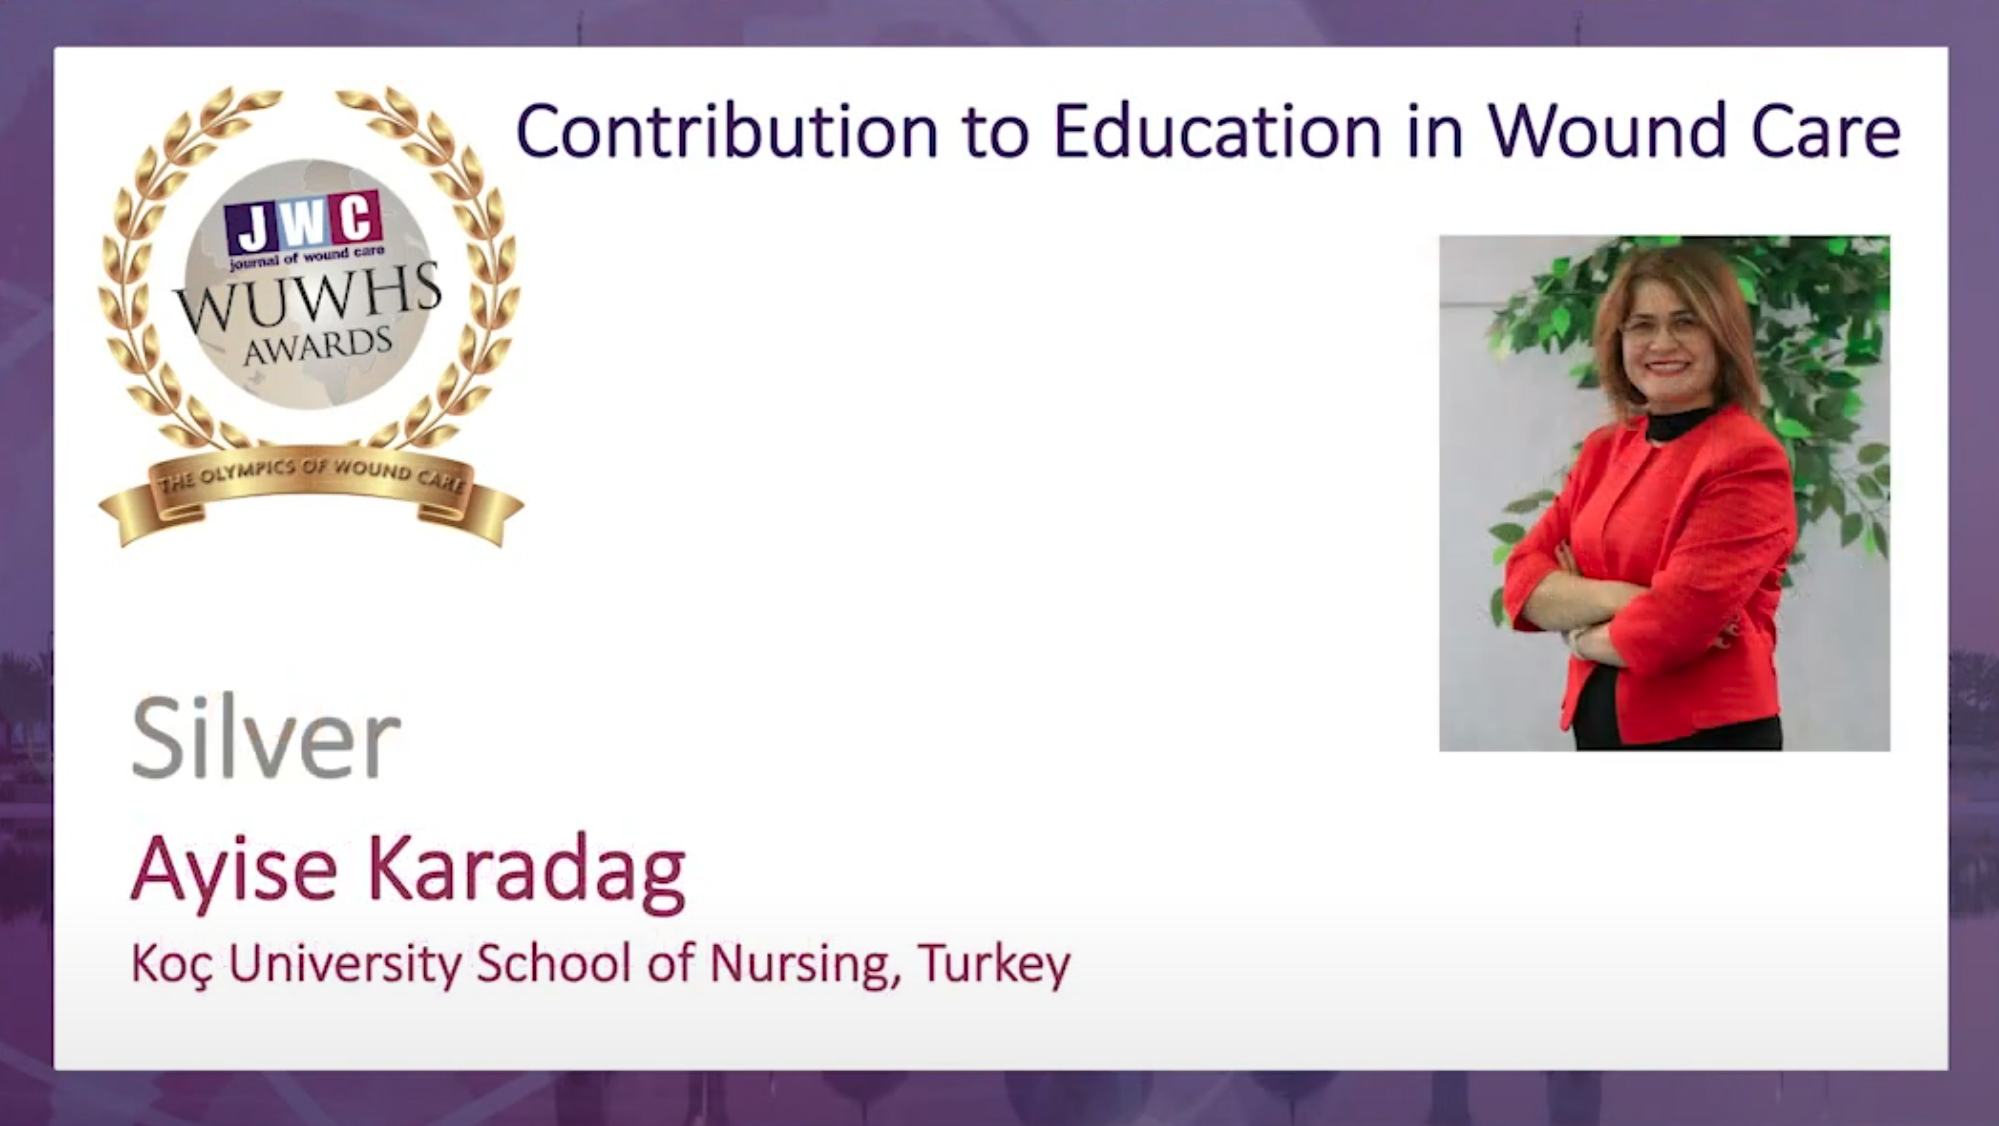 Contribution to Education in Wound Care
JWC
journal of wound care
WUWHS
AWARDS
THE OLYMPICS OF WOUND CARE
Silver
Ayise Karadag
Koç University School of Nursing, Turkey